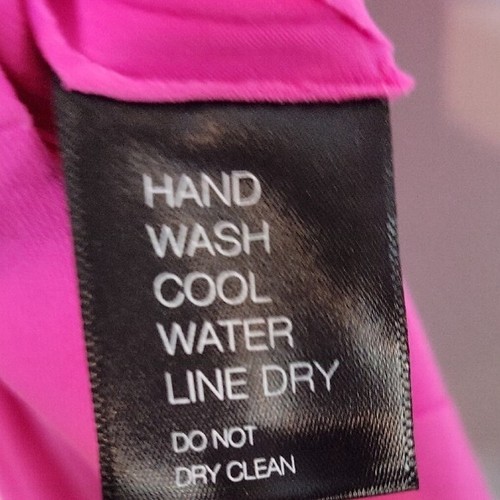 HAND
WASH
COOL
WATER
LINE DRY
DO NOT
DRY CLEAN